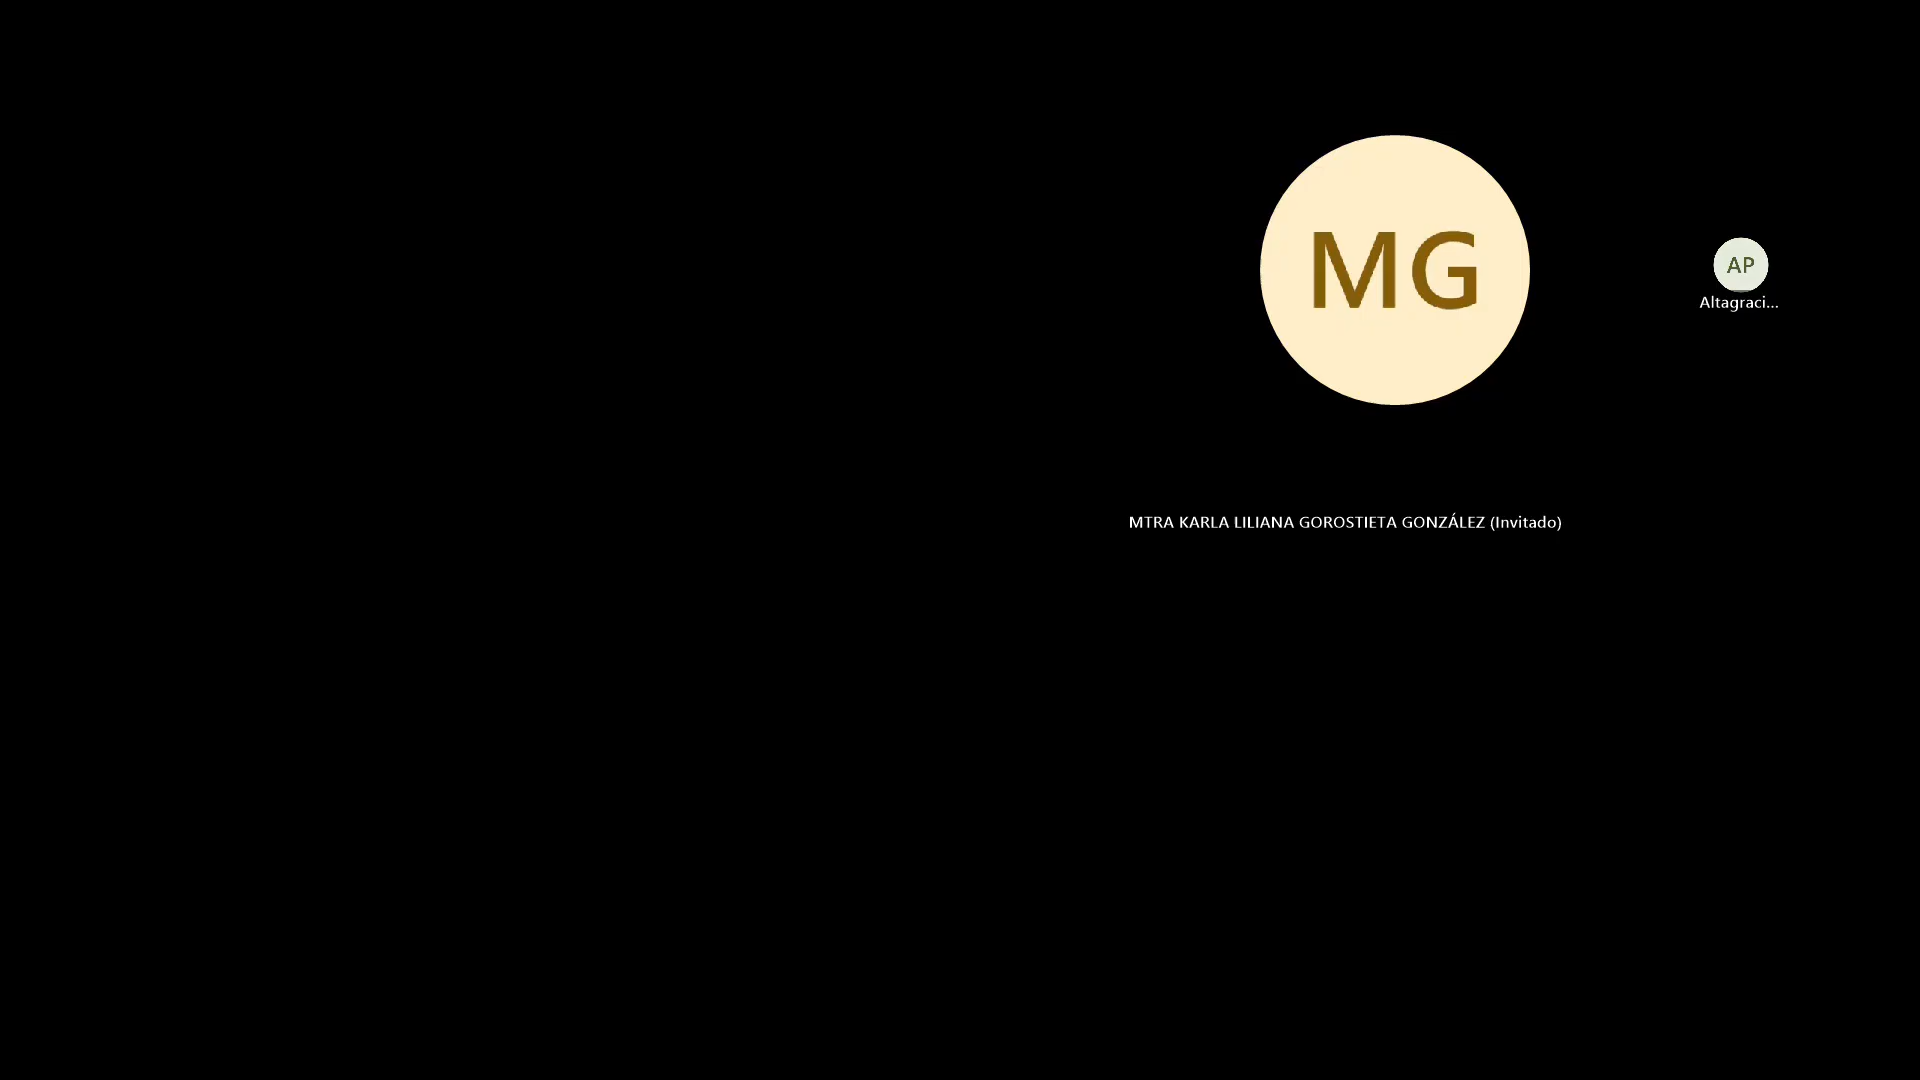 MG
AP
Altagraci...
MTRA KARLA LILIANA GOROSTIETA GONZÁLEZ (Invitado)